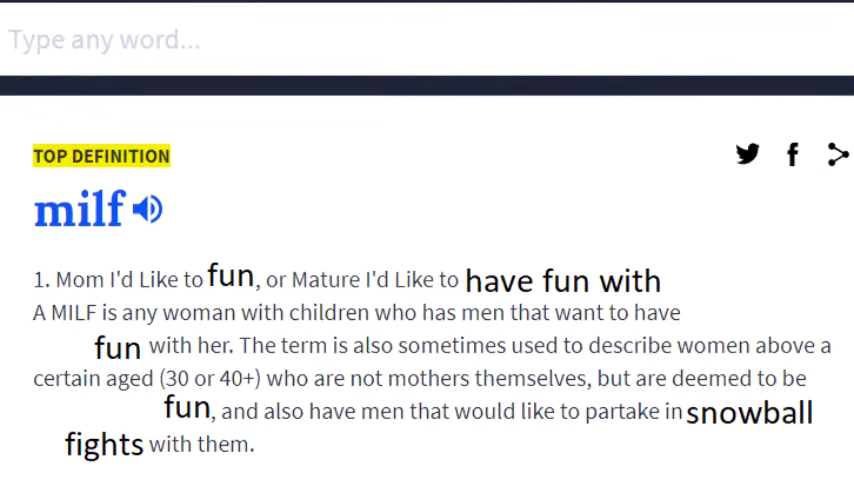 Type any word...
TOP DEFINITION
milf
1. Mom I'd Like to fun, or Mature I'd Like to have fun with
A MILF is any woman with children who has men that want to have
fun with her. The term is also sometimes used to describe women above a
certain aged (30 or 40+) who are not mothers themselves, but are deemed to be
fun, and also have men that would like to partake in snowball
fights with them.